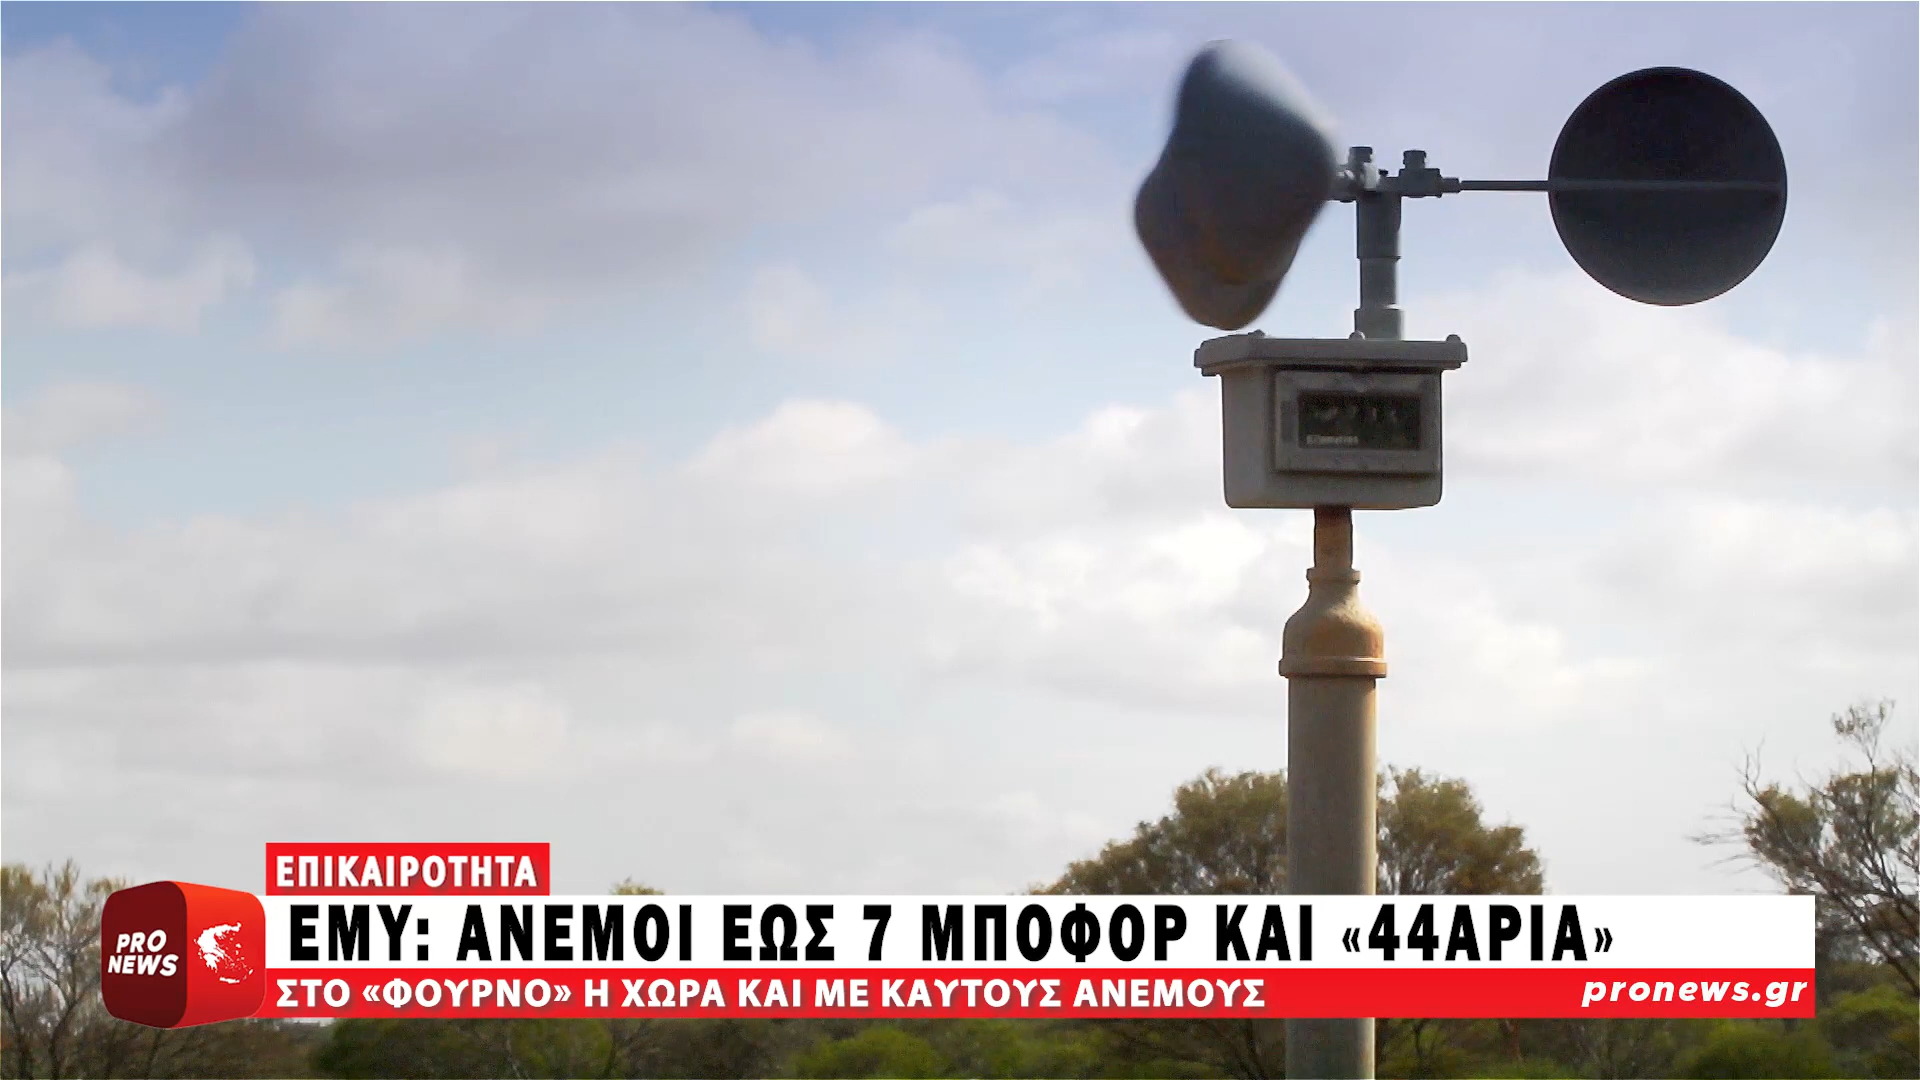 ΕΠΙΚΑΙΡΟΤΗΤΑ
ΕΜΥ: ΑΝΕΜΟΙ ΕΩΣ 7 ΜΠΟΦΟΡ ΚΑΙ «44ΑΡΙΑ»
PRO
NEWS
ΣΤΟ «ΦΟΥΡΝΟ» Η ΧΩΡΑ ΚΑΙ ΜΕ ΚΑΥΤΟΥΣ ΑΝΕΜΟΥΣ
pronews.gr